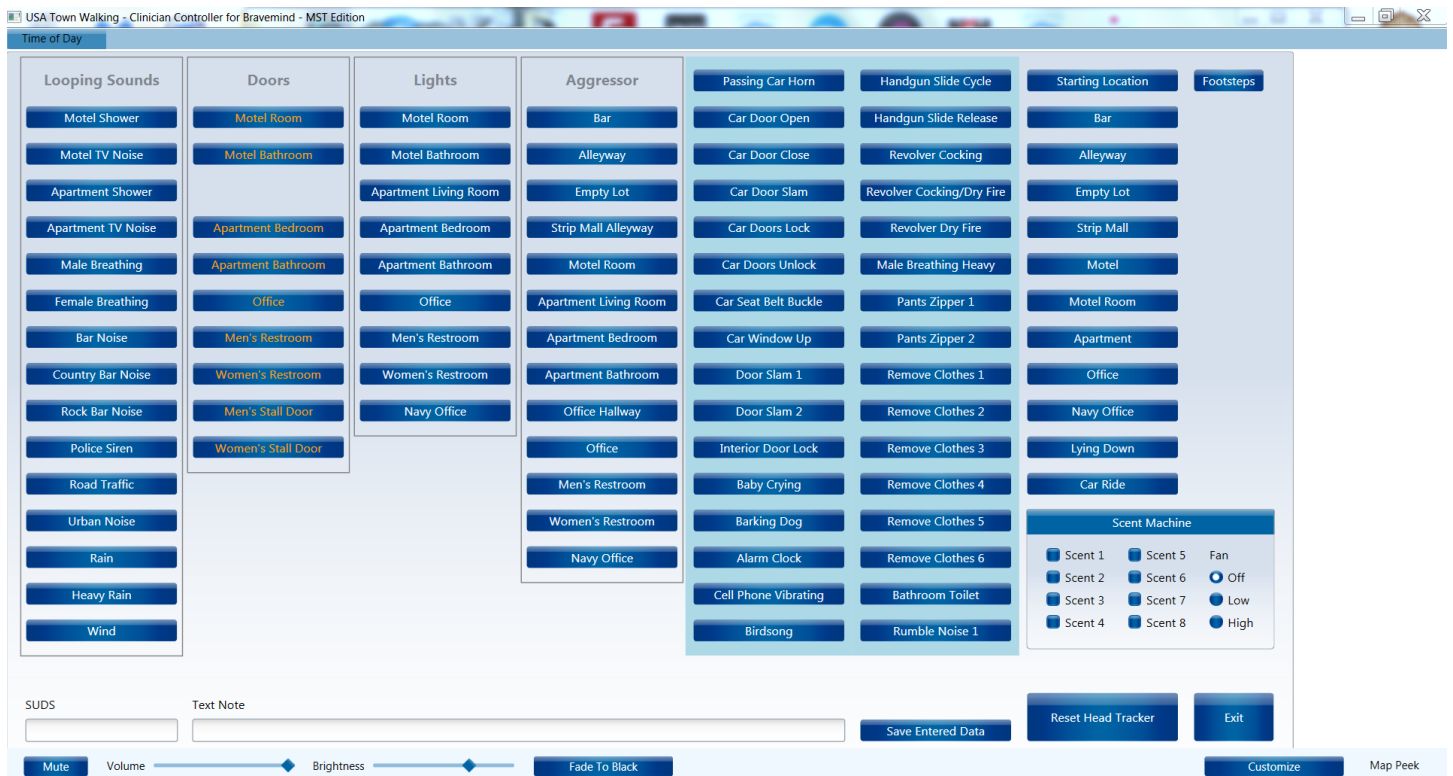 USA Town Walking - Clinician Controller for Bravemind - MST Edition
Time of Day
Looping Sounds
Motel Shower
Motel TV Noise
Apartment Shower
Apartment TV Noise
Male Breathing
Female Breathing
Bar Noise
Country Bar Noise
Rock Bar Noise
Police Siren
Road Traffic
Urban Noise
Rain
Heavy Rain
Wind
Doors
Motel Room
Motel Bathroom
Apartment Bedroom
Apartment Bathroom
Office
Men's Restroom
Women's Restroom
Men's Stall Door
Women's Stall Door
Lights
Motel Room
Motel Bathroom
Apartment Living Room
Apartment Bedroom
Apartment Bathroom
Office
Men's Restroom
Women's Restroom
Navy Office
Aggressor
Bar
Alleyway
Empty Lot
Strip Mall Alleyway
Motel Room
Apartment Living Room
Apartment Bedroom
Apartment Bathroom
Office Hallway
Office
Men's Restroom
Women's Restroom
Navy Office
Passing Car Horn
Car Door Open
Car Door Close
Car Door Slam
Car Doors Lock
Car Doors Unlock
Car Seat Belt Buckle
Car Window Up
Door Slam 1
Door Slam 2
Interior Door Lock
Baby Crying
Barking Dog
Alarm Clock
Cell Phone Vibrating
Birdsong
Handgun Slide Cycle
Handgun Slide Release
Revolver Cocking
Revolver Cocking/Dry Fire
Revolver Dry Fire
Male Breathing Heavy
Pants Zipper 1
Pants Zipper 2
Remove Clothes 1
Remove Clothes 2
Remove Clothes 3
Remove Clothes 4
Remove Clothes 5
Remove Clothes 6
Bathroom Toilet
Rumble Noise 1
Starting Location
Bar
Alleyway
Empty Lot
Strip Mall
Motel
Motel Room
Apartment
Office
Navy Office
Lying Down
Car Ride
Footsteps
Scent Machine
Scent 1 Scent 5 Fan
Scent 2 Scent 6 Off
Scent 3 Scent 7 Low
Scent 4 Scent 8 High
SUDS
Text Note
Save Entered Data
Reset Head Tracker
Exit
Mute
Volume
Brightness
Fade To Black
Customize
Map Peek